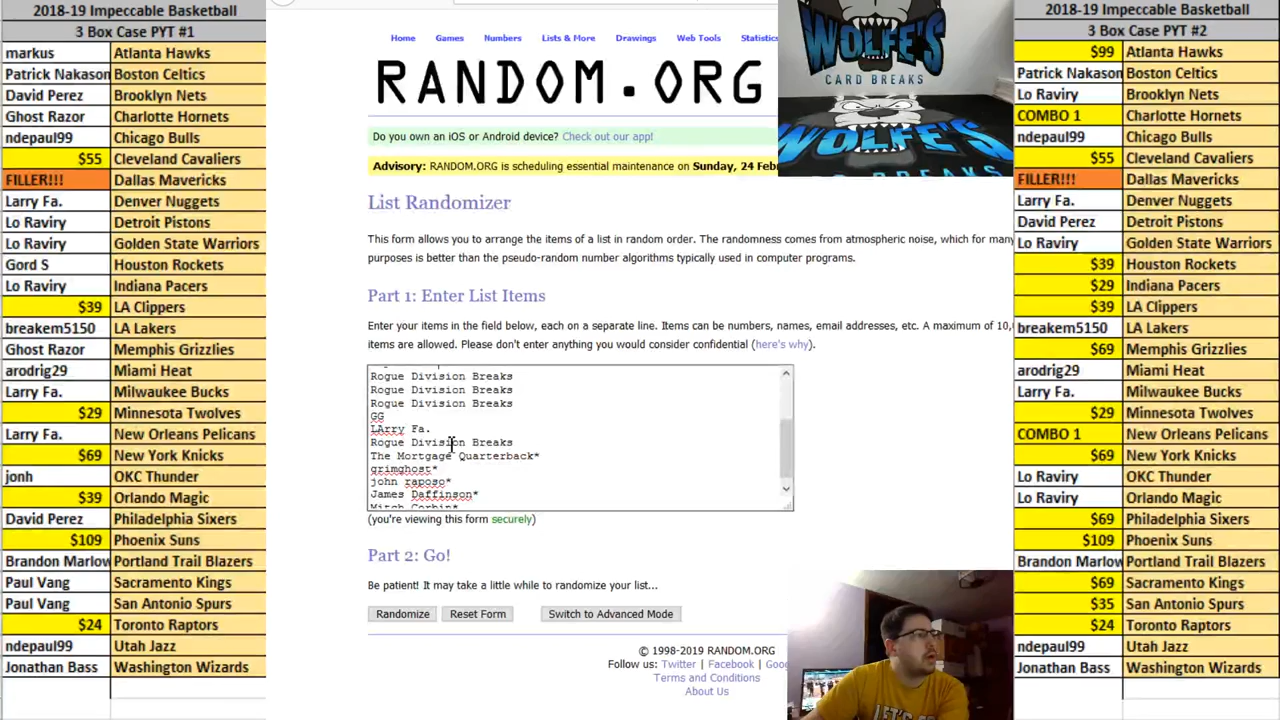 2018-19 Impeccable Basketball
3 Box Case PYT #1
markus Atlanta Hawks
Patrick Nakason Boston Celtics
David Perez Brooklyn Nets
Ghost Razor Charlotte Hornets
ndepaul99 Chicago Bulls
$55 Cleveland Cavaliers
FILLER!!! Dallas Mavericks
Larry Fa. Denver Nuggets
Lo Raviry Detroit Pistons
Lo Raviry Golden State Warriors
Gord S Houston Rockets
Lo Raviry Indiana Pacers
$39 LA Clippers
breakem5150 LA Lakers
Ghost Razor Memphis Grizzlies
arodrig29 Miami Heat
Larry Fa. Milwaukee Bucks
$29 Minnesota Twolves
Larry Fa. New Orleans Pelicans
$69 New York Knicks
jonh OKC Thunder
$39 Orlando Magic
David Perez Philadelphia Sixers
$109 Phoenix Suns
Brandon Marlow Portland Trail Blazers
Paul Vang Sacramento Kings
Paul Vang San Antonio Spurs
$24 Toronto Raptors
ndepaul99 Utah Jazz
Jonathan Bass Washington Wizards
Home Games Numbers Lists & More Drawings Web Tools Statistics
RANDOM.ORG
Do you own an iOS or Android device? Check out our app!
Advisory: RANDOM.ORG is scheduling essential maintenance on Sunday, 24 Feb
List Randomizer
This form allows you to arrange the items of a list in random order. The randomness comes from atmospheric noise, which for many
purposes is better than the pseudo-random number algorithms typically used in computer programs.
Part 1: Enter List Items
Enter your items in the field below, each on a separate line. Items can be numbers, names, email addresses, etc. A maximum of 10,
items are allowed. Please don't enter anything you would consider confidential (here's why).
Rogue Division Breaks
Rogue Division Breaks
Rogue Division Breaks
GG
LArry Fa.
Rogue Division Breaks
The Mortgage Quarterback*
grimghost*
john raposo*
James Daffinson*
Mitch Corbin*
(you're viewing this form securely)
Part 2: Go!
Be patient! It may take a little while to randomize your list...
Randomize Reset Form Switch to Advanced Mode
© 1998-2019 RANDOM.ORG
Follow us: Twitter | Facebook | Goo
Terms and Conditions
About Us
WOLFE'S
CARD BREAKS
WOLFE'S
LET'S
2018-19 Impeccable Basketball
3 Box Case PYT #2
$99 Atlanta Hawks
Patrick Nakason Boston Celtics
Lo Raviry Brooklyn Nets
COMBO 1 Charlotte Hornets
ndepaul99 Chicago Bulls
$55 Cleveland Cavaliers
FILLER!!! Dallas Mavericks
Larry Fa. Denver Nuggets
David Perez Detroit Pistons
Lo Raviry Golden State Warriors
$39 Houston Rockets
$29 Indiana Pacers
$39 LA Clippers
breakem5150 LA Lakers
$69 Memphis Grizzlies
arodrig29 Miami Heat
Larry Fa. Milwaukee Bucks
$29 Minnesota Twolves
COMBO 1 New Orleans Pelicans
$69 New York Knicks
Lo Raviry OKC Thunder
Lo Raviry Orlando Magic
$69 Philadelphia Sixers
$109 Phoenix Suns
Brandon Marlow Portland Trail Blazers
$69 Sacramento Kings
$35 San Antonio Spurs
$24 Toronto Raptors
ndepaul99 Utah Jazz
Jonathan Bass Washington Wizards